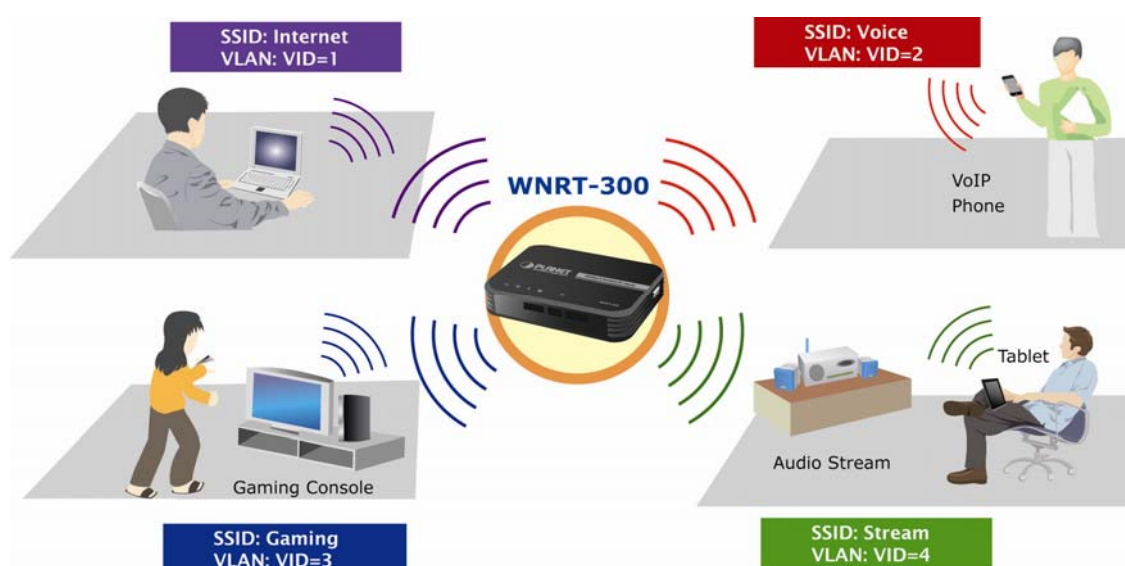 SSID: Internet
VLAN: VID=1
SSID: Voice
VLAN: VID=2
WNRT-300
VoIP
Phone
PLANET
Tablet
Audio Stream
Gaming Console
SSID: Gaming
VLAN: VID=3
SSID: Stream
VLAN: VID=4